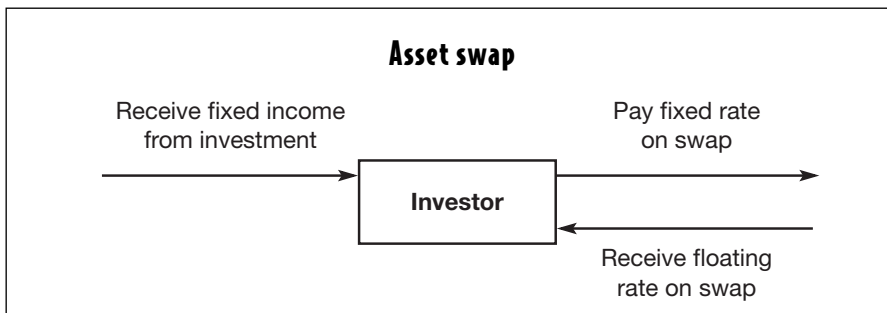 Asset swap
Receive fixed income
from investment
Pay fixed rate
on swap
Investor
Receive floating
rate on swap